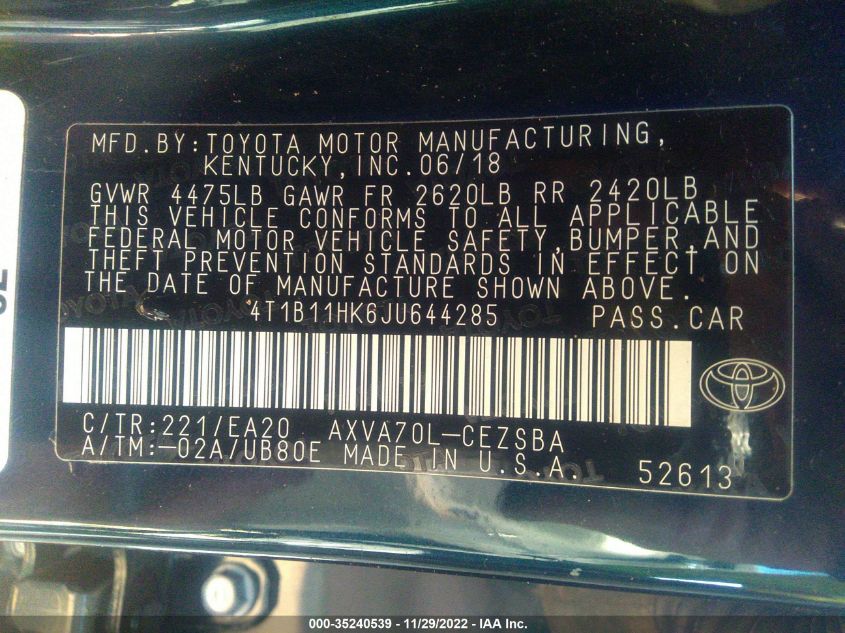 MFD.BY:TOYOTA MOTOR MANUFACTURING,
KENTUCKY,INC.06/18
GVWR 4475LB GAWR FR 2620LB RR 2420LB
THIS VEHICLE CONFORMS TO ALL APPLICABLE
FEDERAL MOTOR VEHICLE SAFETY,BUMPER,AND
THEFT PREVENTION STANDARDS IN EFFECT ON
THE DATE OF MANUFACTURE SHOWN ABOVE.
4T1B11HK6JU644285 PASS.CAR
C/TR:221/EA20 AXVA70L-CEZSBA
A/TM:-02A/UB80E MADE IN U.S.A. 52613
000-35240539 - 11/29/2022 - IAA Inc.